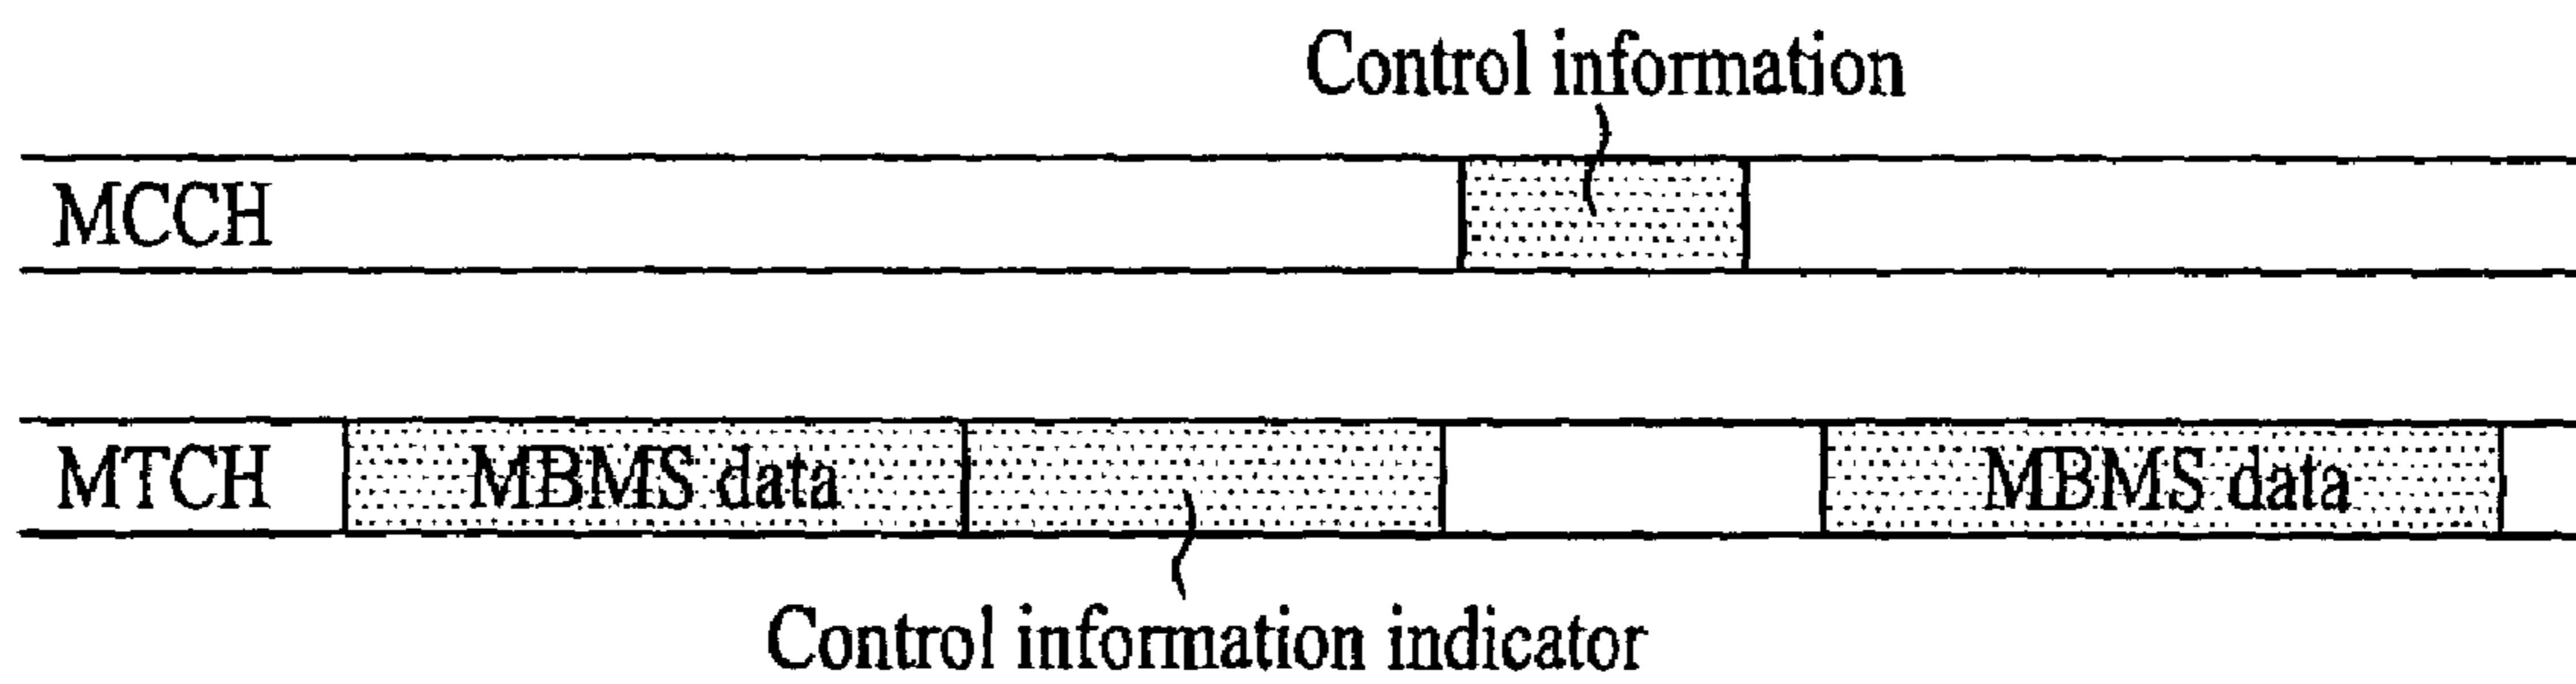 Control information
MCCH
MTCH MBMS data MBMS data
Control information indicator